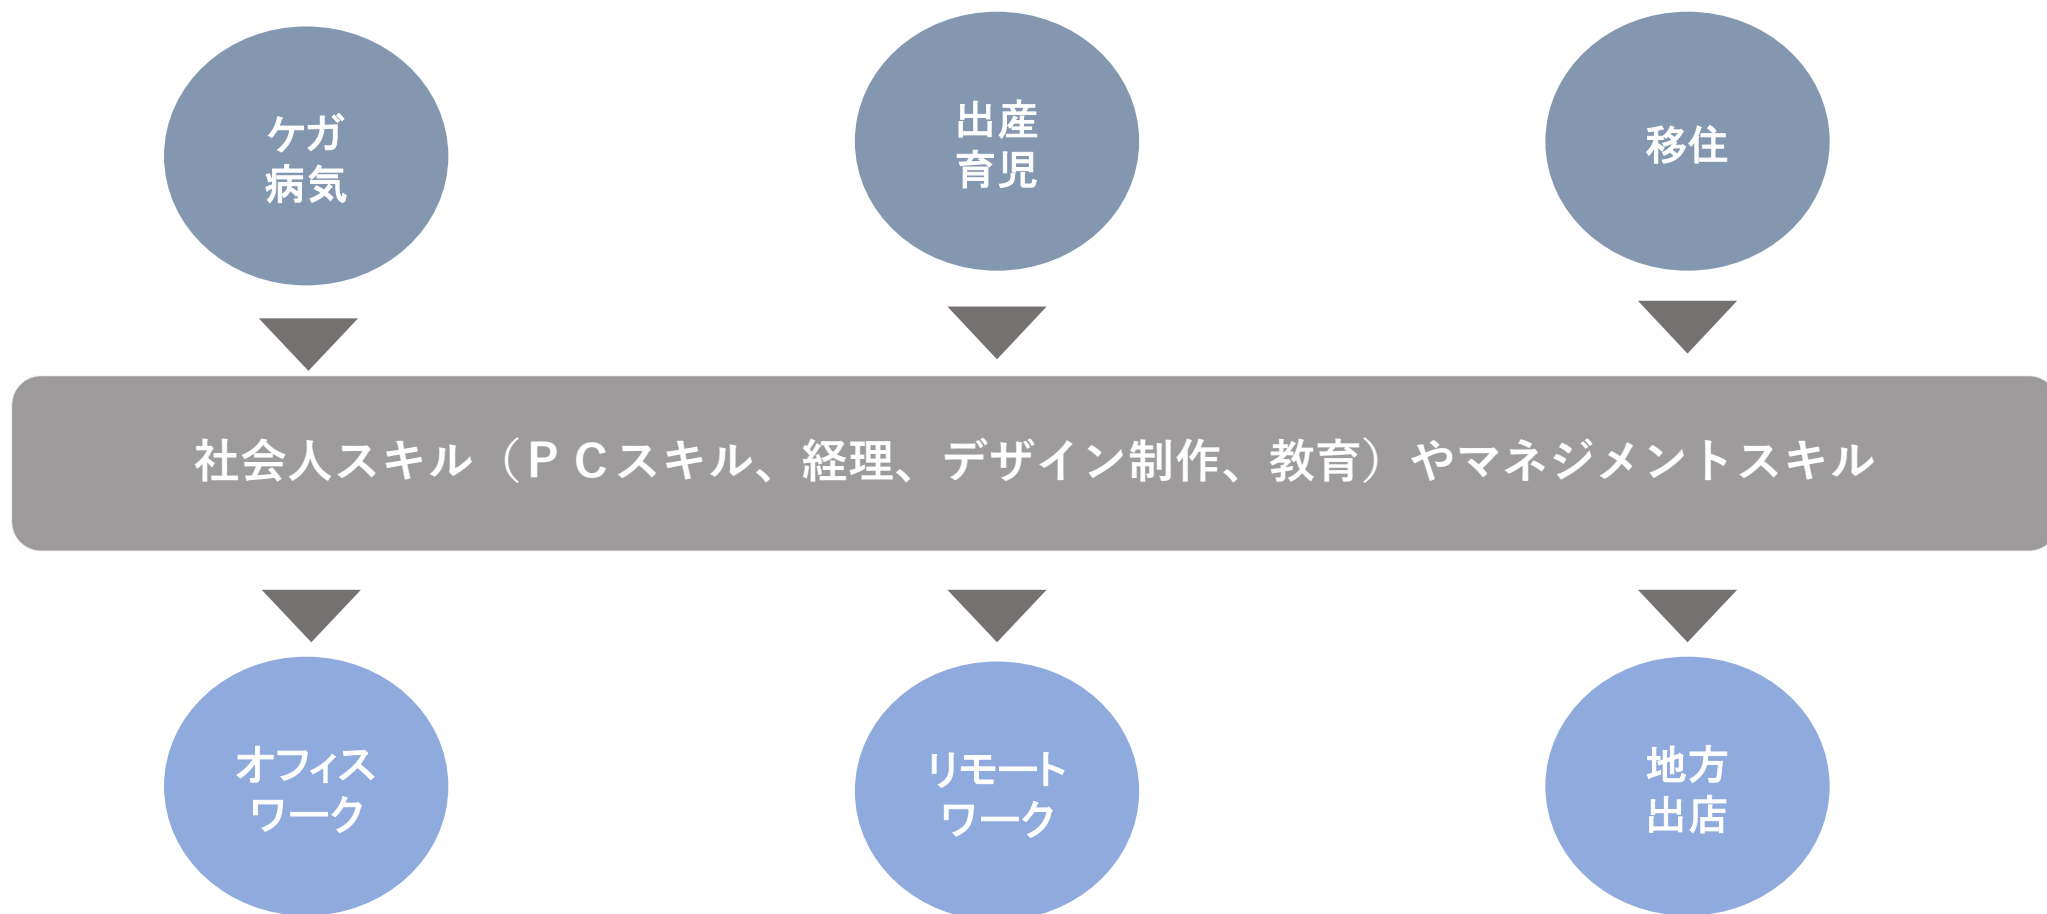 ケガ
病気
出産
育児
移住
社会人スキル（ＰＣスキル、経理、デザイン制作、教育）やマネジメントスキル
オフィス
ワーク
リモート
ワーク
地方
出店